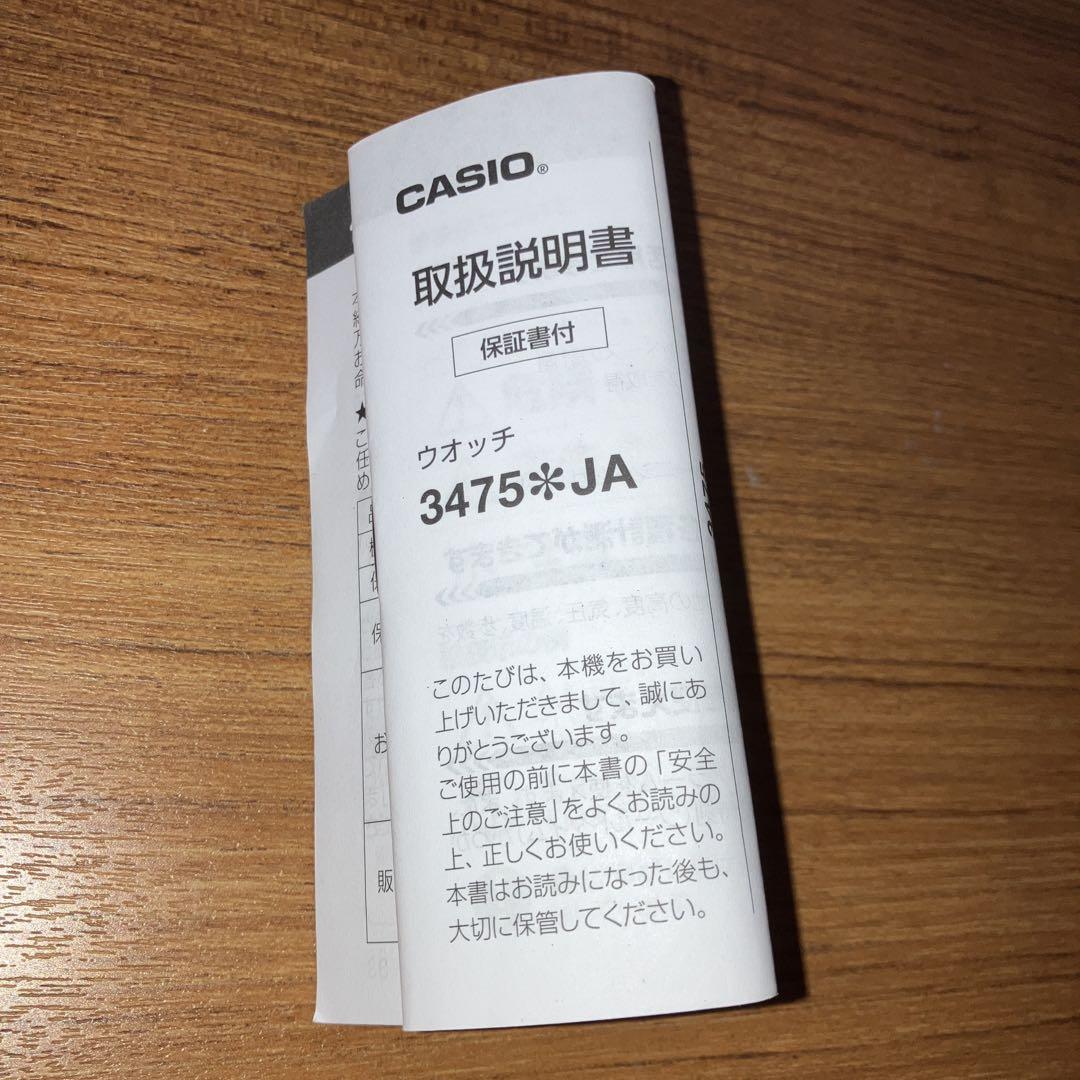 CASIO®
取扱説明書
保証書付
ウオッチ
3475✻JA
このたびは、本機をお買い
上げいただきまして、誠にあ
りがとうございます。
ご使用の前に本書の「安全
上のご注意」をよくお読みの
上、正しくお使いください。
本書はお読みになった後も、
大切に保管してください。
★ご
保
お
販